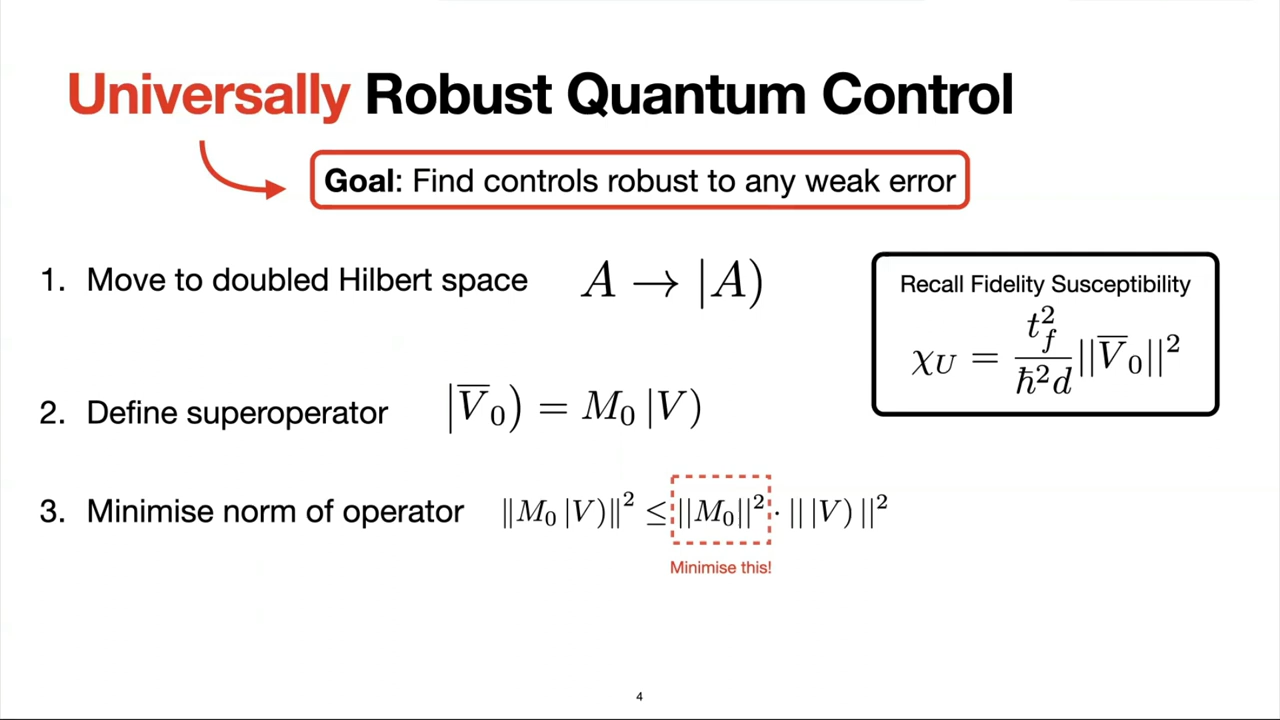 Universally Robust Quantum Control
Goal: Find controls robust to any weak error
1. Move to doubled Hilbert space A → |A)
Recall Fidelity Susceptibility
χ_U = t_f^2 / ħ^2 d ||V̅_0||^2
2. Define superoperator |V̅_0) = M_0 |V)
3. Minimise norm of operator ||M_0 |V)||^2 ≤ ||M_0||^2 · || |V) ||^2
Minimise this!
4